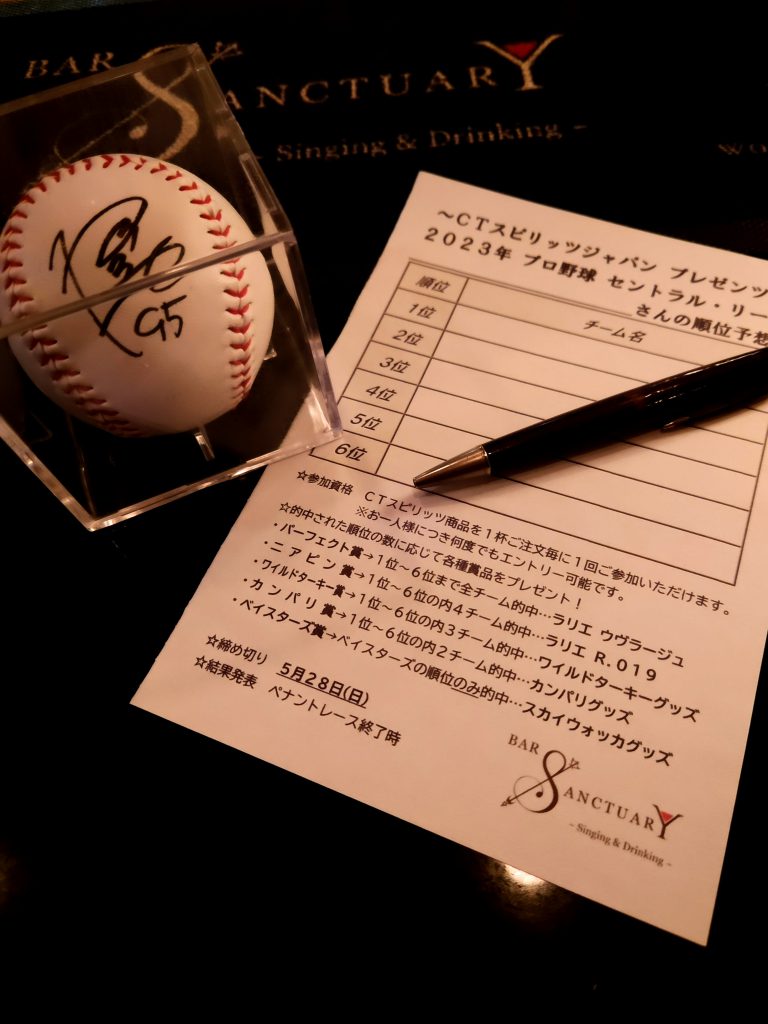 BAR SANCTUARY
- Singing & Drinking -
WO
95
～CTスピリッツジャパン プレゼンツ
2023年 プロ野球 セントラル・リー
さんの順位予想
順位 チーム名
1位
2位
3位
4位
5位
6位
☆参加資格 CTスピリッツ商品を1杯ご注文毎に1回ご参加いただけます。
※お一人様につき何度でもエントリー可能です。
☆的中された順位の数に応じて各種賞品をプレゼント！
・パーフェクト賞→1位～6位まで全チーム的中…ラリエ ウヴラージュ
・ニアピン賞→1位～6位の内4チーム的中…ラリエ R.019
・ワイルドターキー賞→1位～6位の内3チーム的中…ワイルドターキーグッズ
・カンパリ賞→1位～6位の内2チーム的中…カンパリグッズ
・ベイスターズ賞→ベイスターズの順位のみ的中…スカイウォッカグッズ
☆締め切り 5月28日(日)
☆結果発表 ペナントレース終了時
BAR SANCTUARY
- Singing & Drinking -